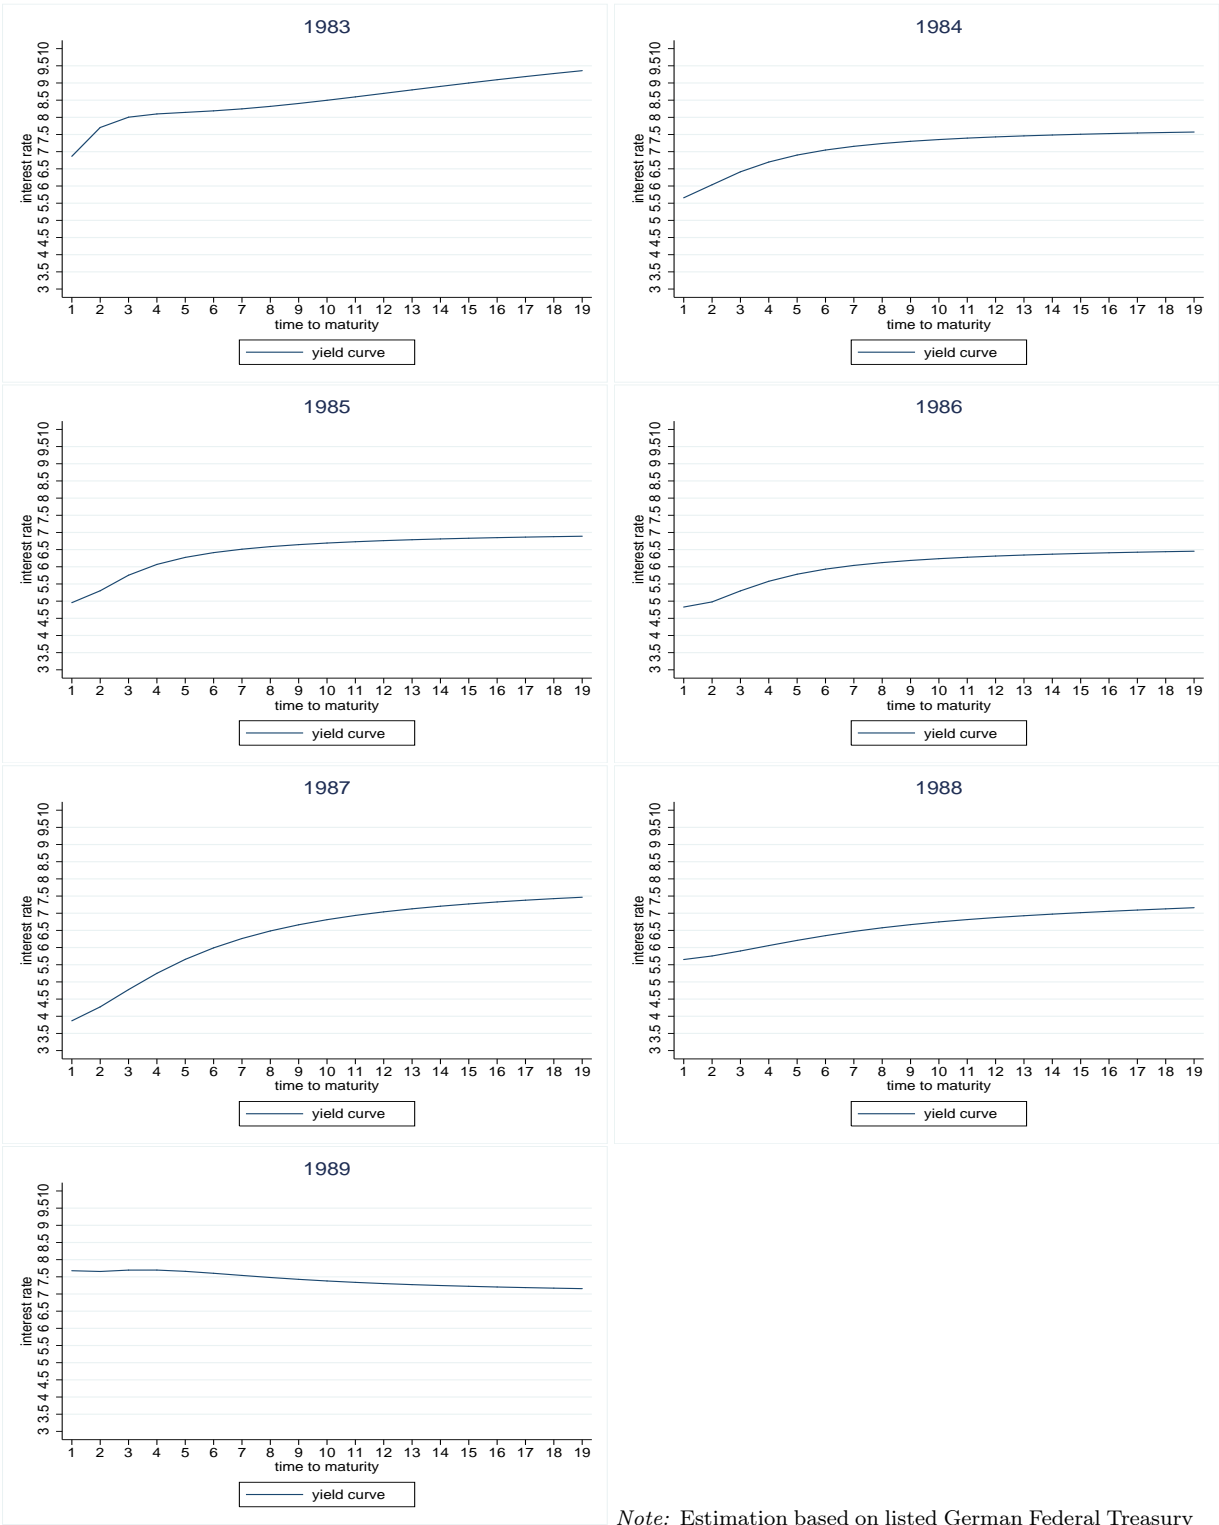 1983
interest rate
3 3.5 4 4.5 5 5.5 6 6.5 7 7.5 8 8.5 9 9.510
1 2 3 4 5 6 7 8 9 10 11 12 13 14 15 16 17 18 19
time to maturity
yield curve
1984
interest rate
3 3.5 4 4.5 5 5.5 6 6.5 7 7.5 8 8.5 9 9.510
1 2 3 4 5 6 7 8 9 10 11 12 13 14 15 16 17 18 19
time to maturity
yield curve
1985
interest rate
3 3.5 4 4.5 5 5.5 6 6.5 7 7.5 8 8.5 9 9.510
1 2 3 4 5 6 7 8 9 10 11 12 13 14 15 16 17 18 19
time to maturity
yield curve
1986
interest rate
3 3.5 4 4.5 5 5.5 6 6.5 7 7.5 8 8.5 9 9.510
1 2 3 4 5 6 7 8 9 10 11 12 13 14 15 16 17 18 19
time to maturity
yield curve
1987
interest rate
3 3.5 4 4.5 5 5.5 6 6.5 7 7.5 8 8.5 9 9.510
1 2 3 4 5 6 7 8 9 10 11 12 13 14 15 16 17 18 19
time to maturity
yield curve
1988
interest rate
3 3.5 4 4.5 5 5.5 6 6.5 7 7.5 8 8.5 9 9.510
1 2 3 4 5 6 7 8 9 10 11 12 13 14 15 16 17 18 19
time to maturity
yield curve
1989
interest rate
3 3.5 4 4.5 5 5.5 6 6.5 7 7.5 8 8.5 9 9.510
1 2 3 4 5 6 7 8 9 10 11 12 13 14 15 16 17 18 19
time to maturity
yield curve
Note: Estimation based on listed German Federal Treasury